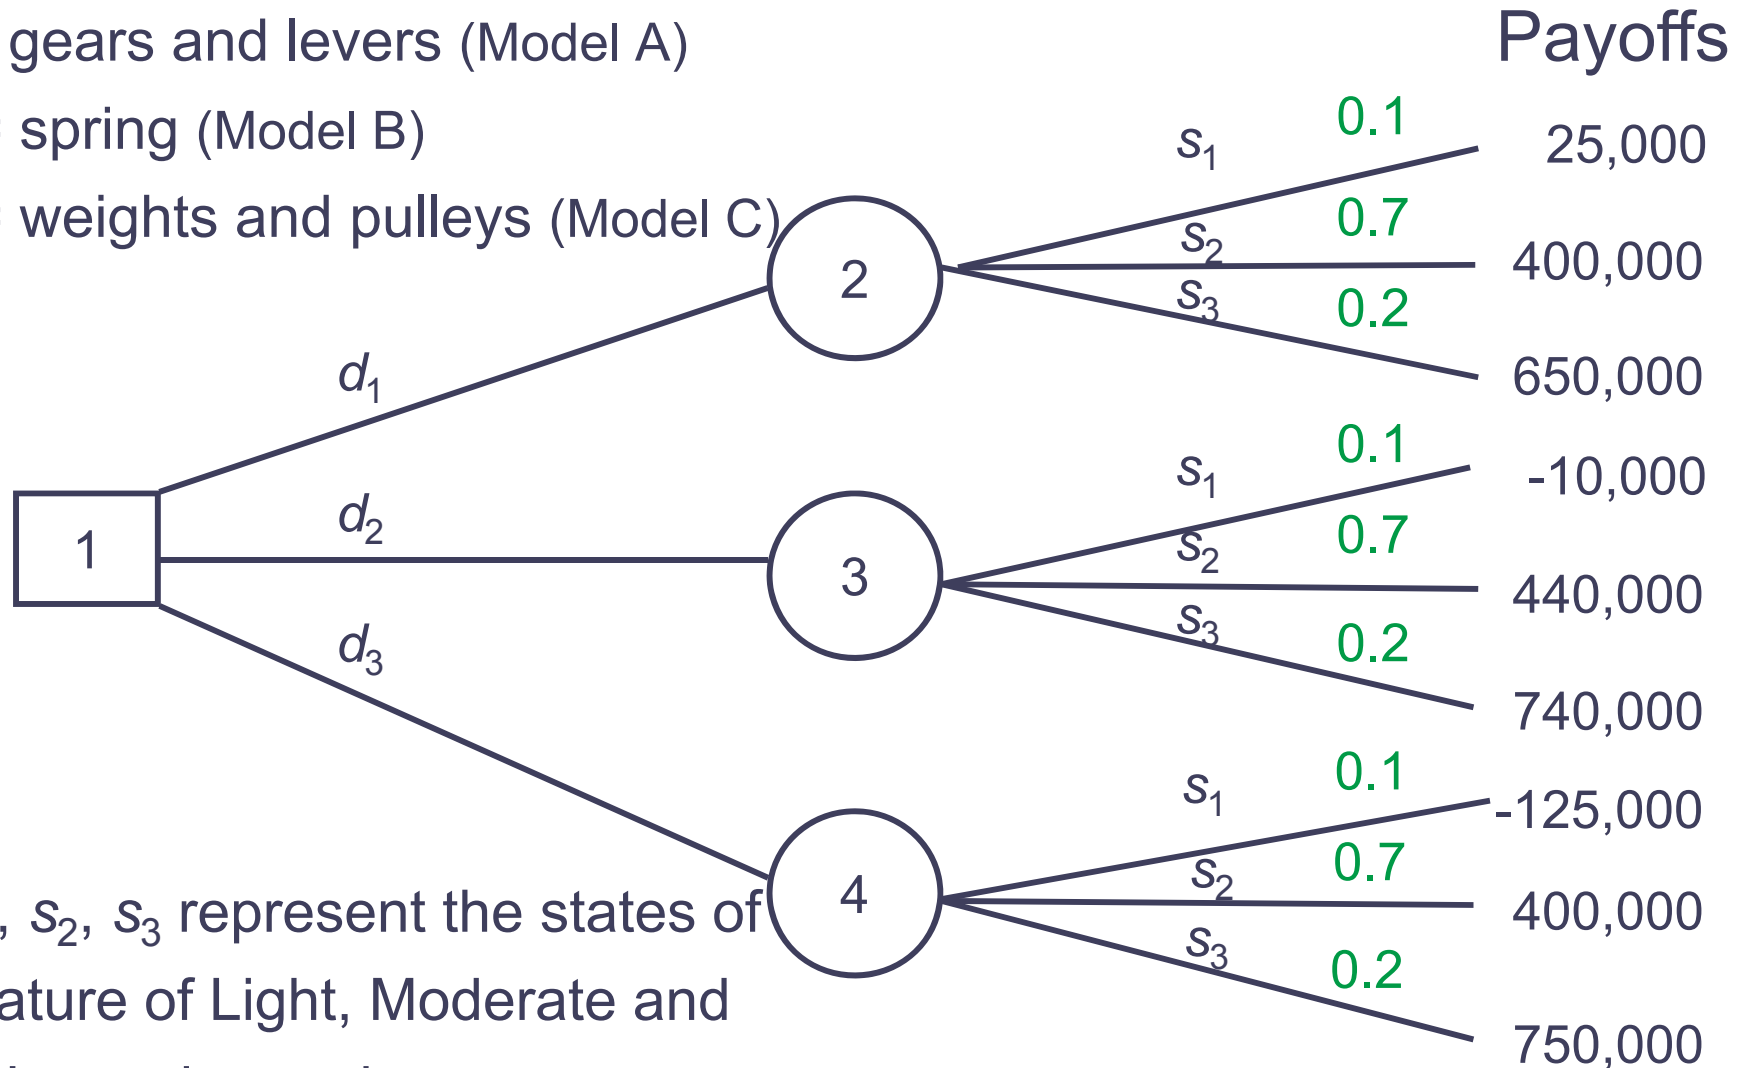 gears and levers (Model A)
spring (Model B)
weights and pulleys (Model C)
Payoffs
1
d1
d2
d3
2
s1 0.1 25,000
s2 0.7 400,000
s3 0.2 650,000
3
s1 0.1 -10,000
s2 0.7 440,000
s3 0.2 740,000
4
s1 0.1 -125,000
s2 0.7 400,000
s3 0.2 750,000
, s2, s3 represent the states of
ature of Light, Moderate and